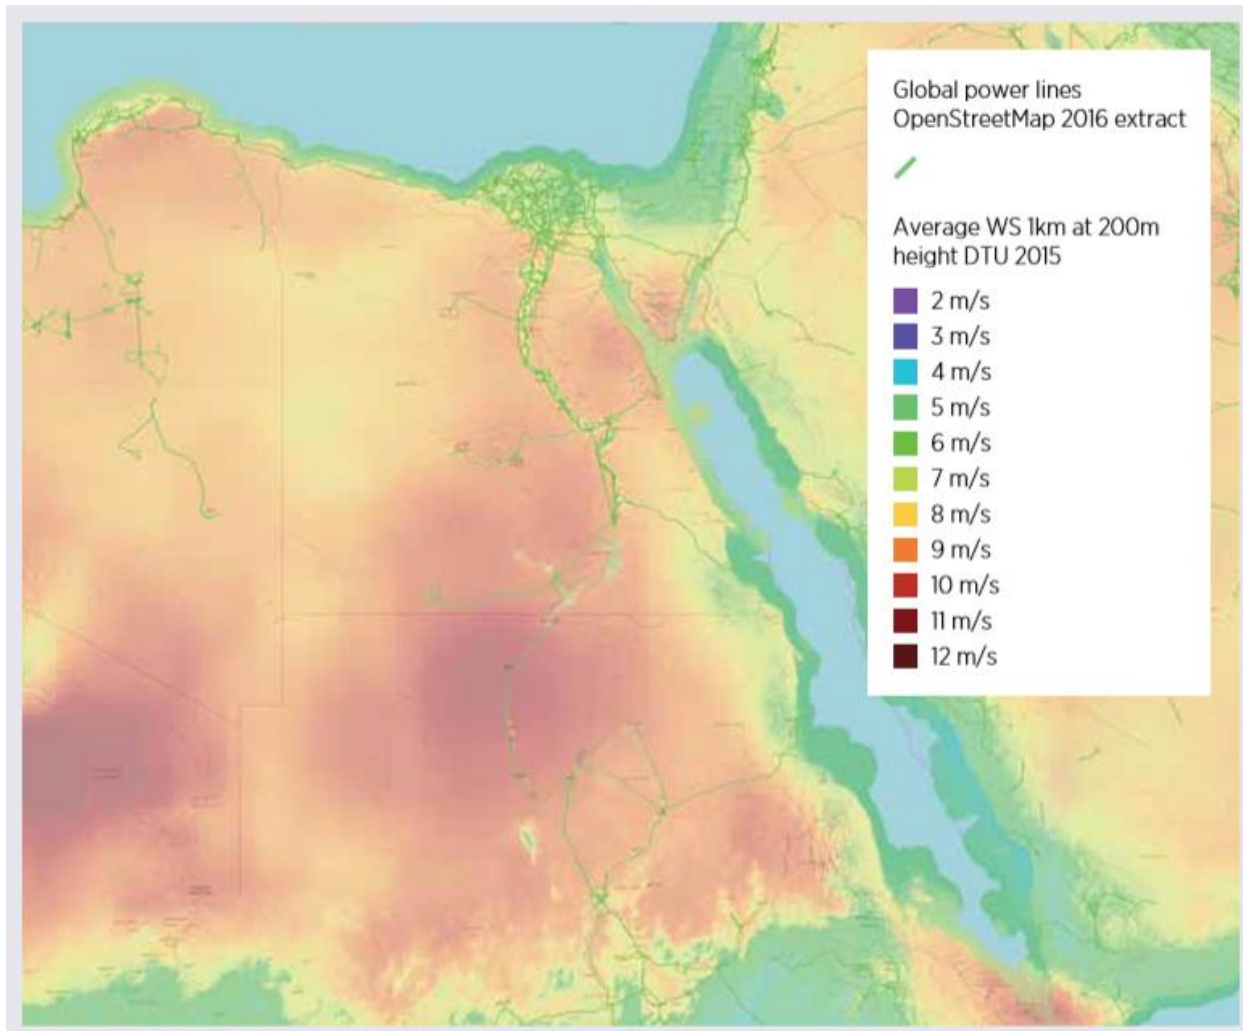 Global power lines
OpenStreetMap 2016 extract
Average WS 1km at 200m
height DTU 2015
2 m/s
3 m/s
4 m/s
5 m/s
6 m/s
7 m/s
8 m/s
9 m/s
10 m/s
11 m/s
12 m/s